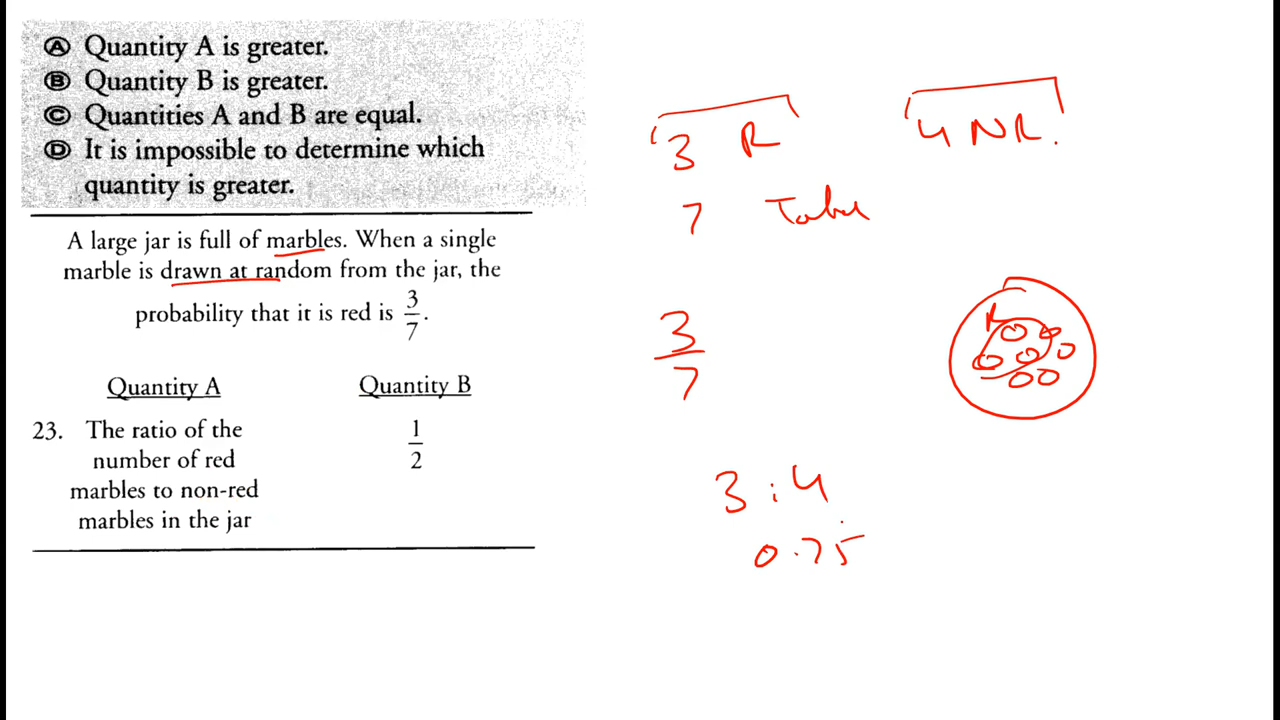 Ⓐ Quantity A is greater.
Ⓑ Quantity B is greater.
Ⓒ Quantities A and B are equal.
Ⓓ It is impossible to determine which
quantity is greater.
A large jar is full of marbles. When a single
marble is drawn at random from the jar, the
probability that it is red is 3/7.
Quantity A Quantity B
23. The ratio of the
number of red
marbles to non-red
marbles in the jar
1/2
3 R 4 NR.
7
3/7
R
3:4
0.75